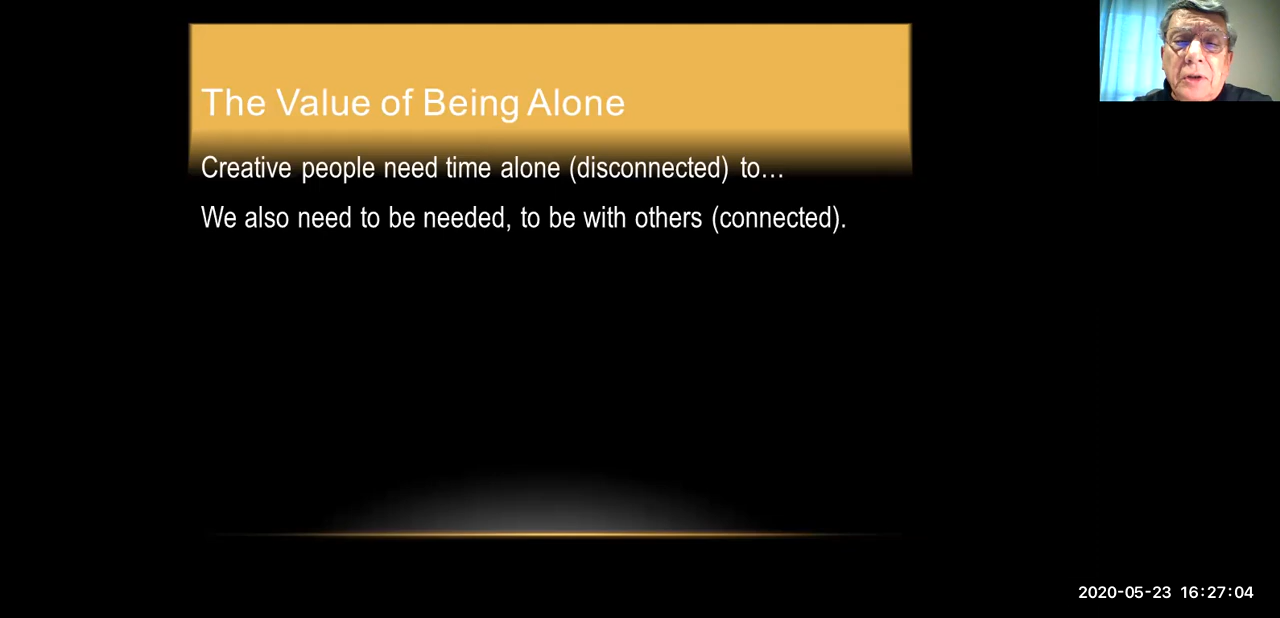 The Value of Being Alone
Creative people need time alone (disconnected) to…
We also need to be needed, to be with others (connected).
2020-05-23 16:27:04